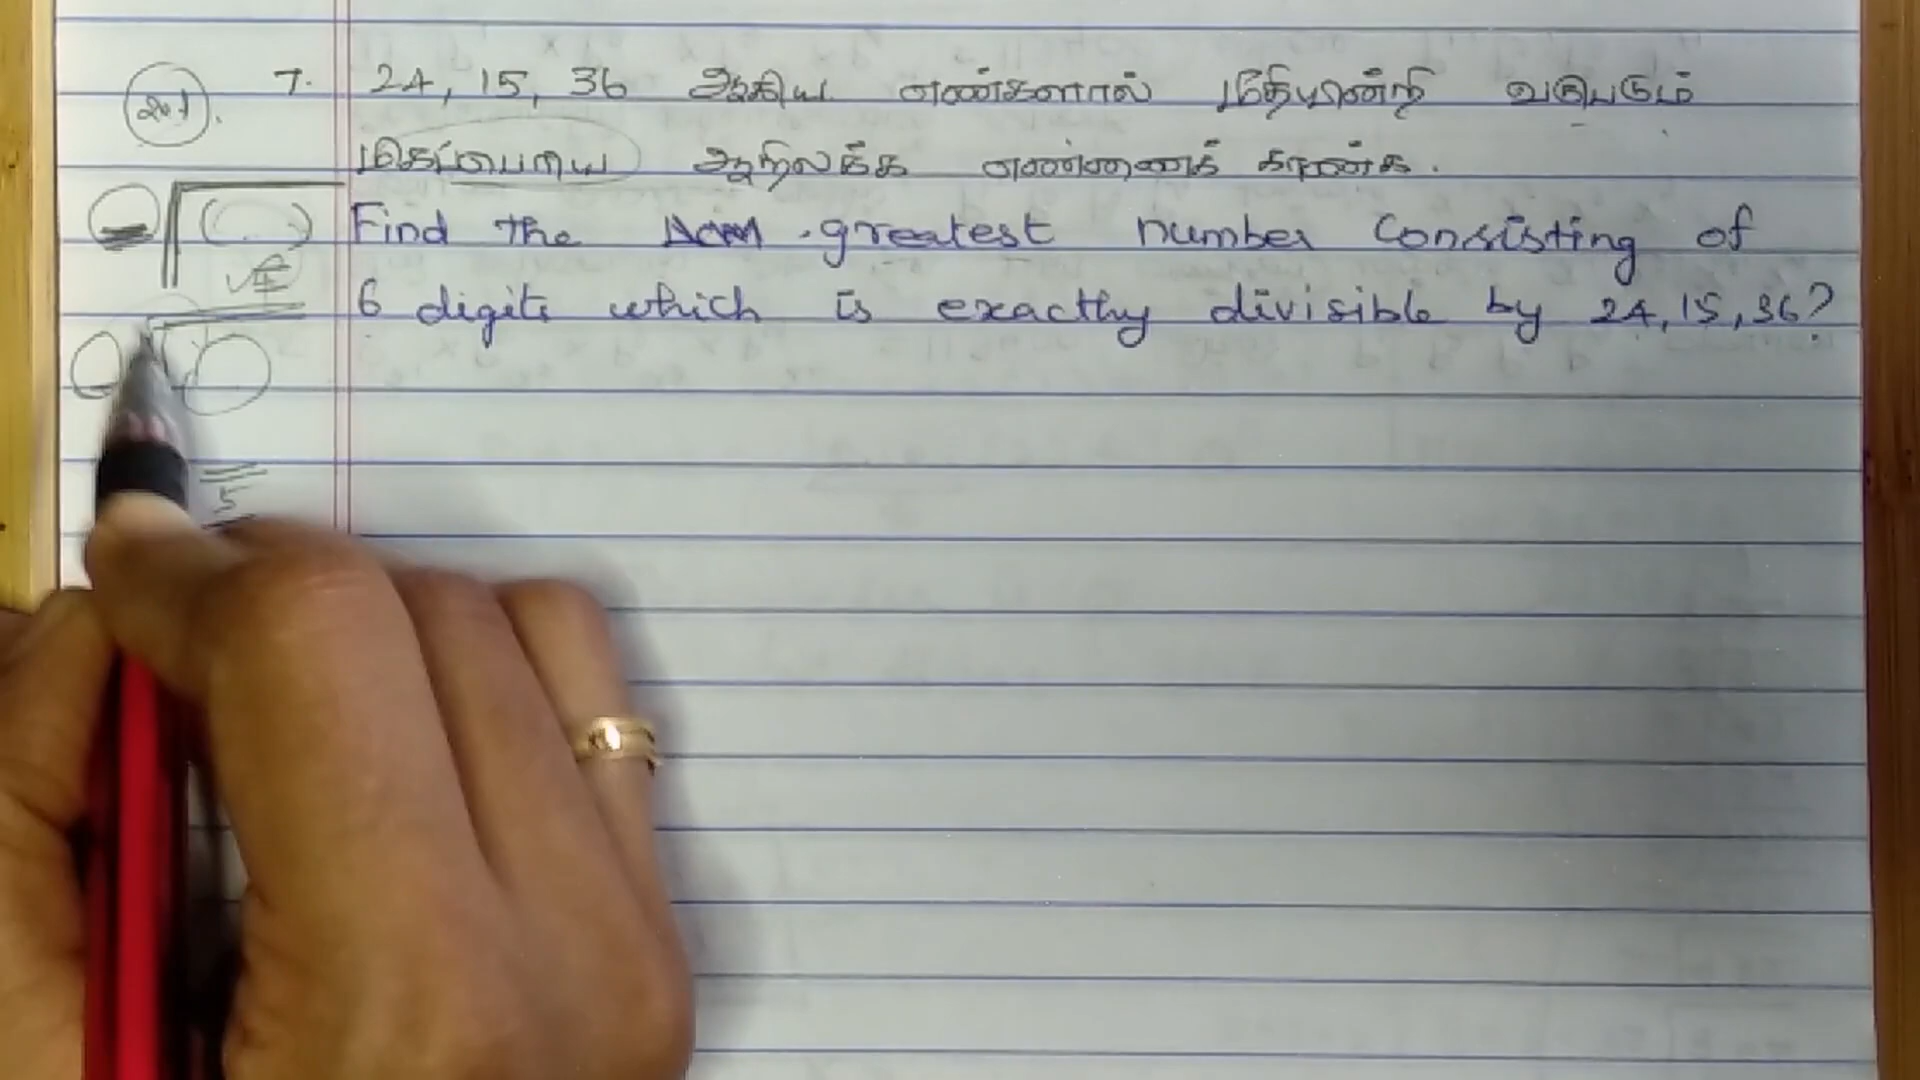 7. 24, 15, 36 ஆகிய எண்களால் மீதியின்றி வகுபடும்
மிகப்பெரிய ஆறிலக்க எண்ணைக் காண்க.
Find the greatest number consisting of
6 digits which is exactly divisible by 24, 15, 36?
5